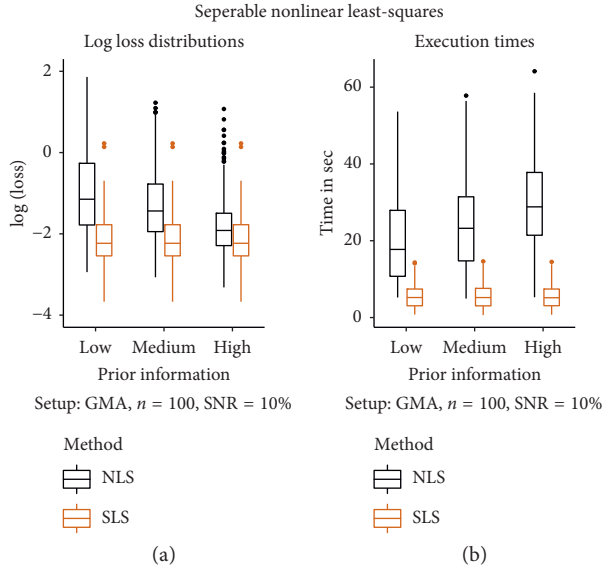 Seperable nonlinear least-squares
Log loss distributions
2
0
−2
−4
log (loss)
Low Medium High
Prior information
Setup: GMA, n = 100, SNR = 10%
Method
NLS
SLS
(a)
Execution times
60
40
20
0
Time in sec
Low Medium High
Prior information
Setup: GMA, n = 100, SNR = 10%
Method
NLS
SLS
(b)